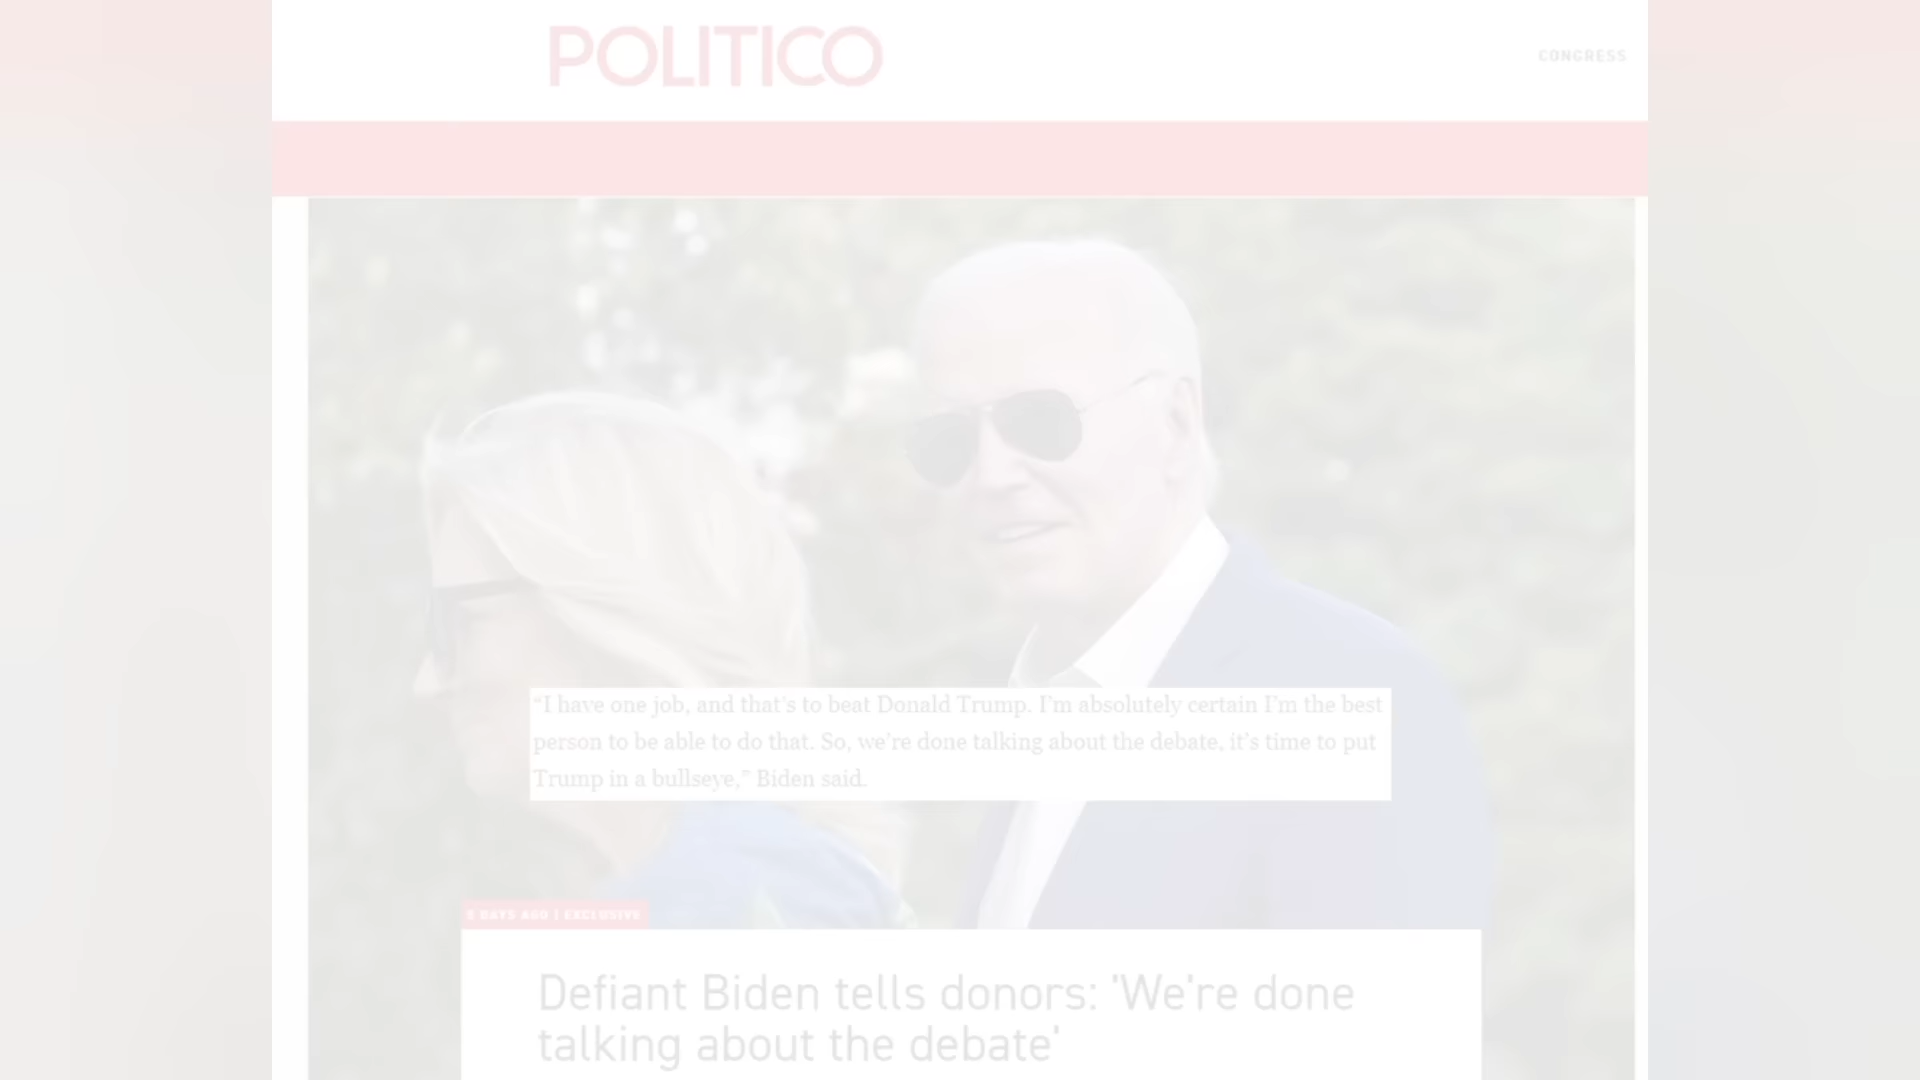 POLITICO
CONGRESS
“I have one job, and that’s to beat Donald Trump. I’m absolutely certain I’m the best
person to be able to do that. So, we’re done talking about the debate, it’s time to put
Trump in a bullseye,” Biden said.
DAYS AGO | EXCLUSIVE
Defiant Biden tells donors: 'We're done
talking about the debate'